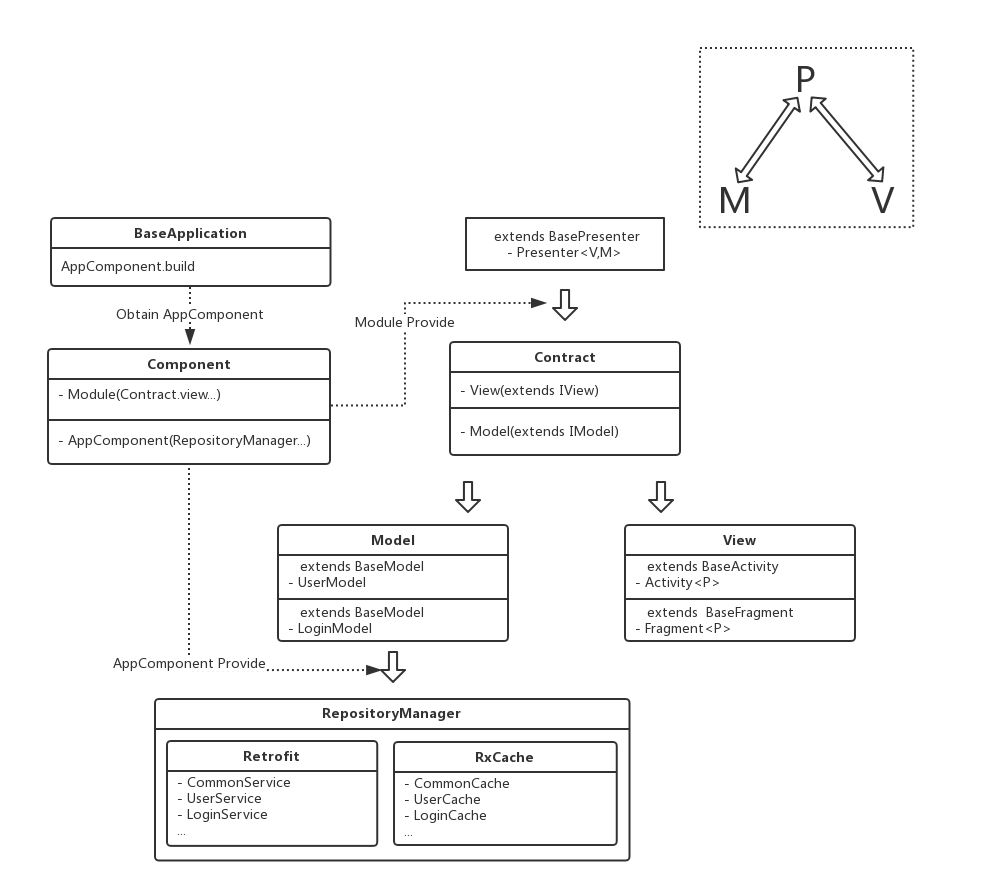 P
M
V
BaseApplication
AppComponent.build
Obtain AppComponent
extends BasePresenter
- Presenter<V,M>
Module Provide
Component
- Module(Contract.view...)
- AppComponent(RepositoryManager...)
Contract
- View(extends IView)
- Model(extends IModel)
Model
extends BaseModel
- UserModel
extends BaseModel
- LoginModel
View
extends BaseActivity
- Activity<P>
extends  BaseFragment
- Fragment<P>
AppComponent Provide
RepositoryManager
Retrofit
- CommonService
- UserService
- LoginService
...
RxCache
- CommonCache
- UserCache
- LoginCache
...